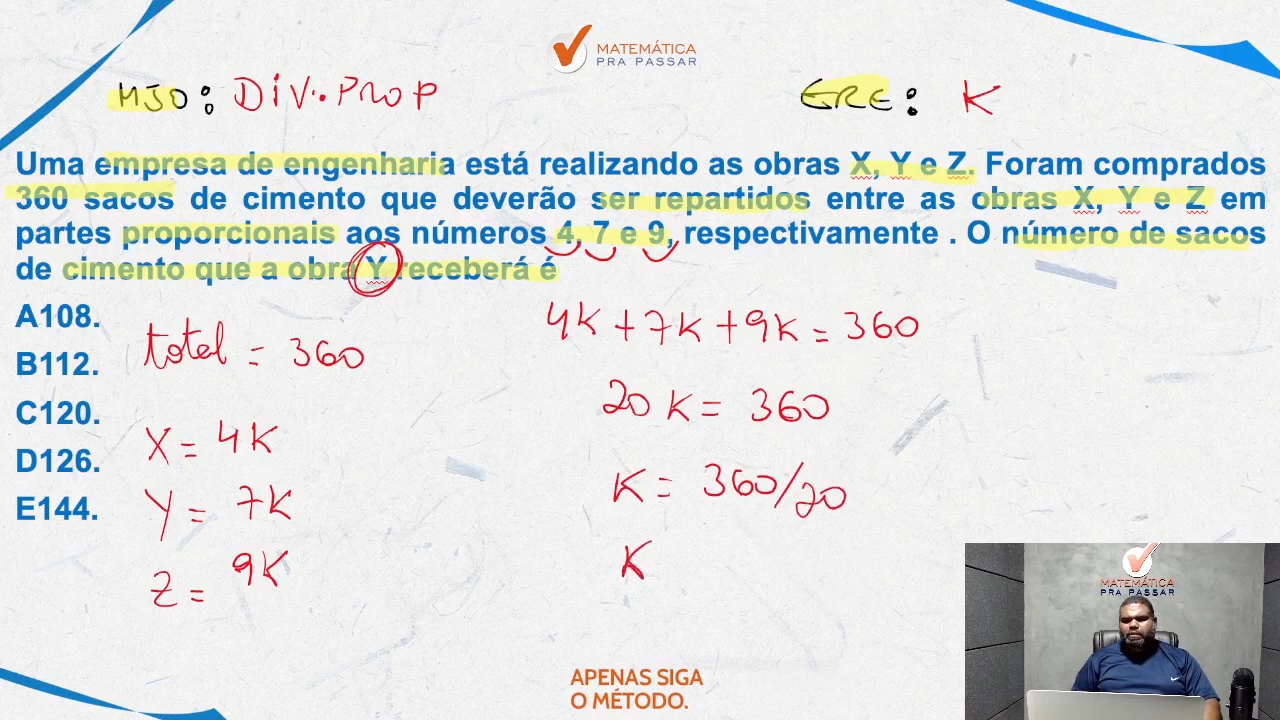 MATEMÁTICA
PRA PASSAR
MJD: DIV. PROP
GRE: K
Uma empresa de engenharia está realizando as obras X, Y e Z. Foram comprados
360 sacos de cimento que deverão ser repartidos entre as obras X, Y e Z em
partes proporcionais aos números 4, 7 e 9, respectivamente . O número de sacos
de cimento que a obra Y receberá é
A108.
B112.
C120.
D126.
E144.
total = 360
X = 4K
Y = 7K
Z = 9K
4K + 7K + 9K = 360
20 K = 360
K = 360/20
K
MATEMÁTICA
PRA PASSAR
APENAS SIGA
O MÉTODO.